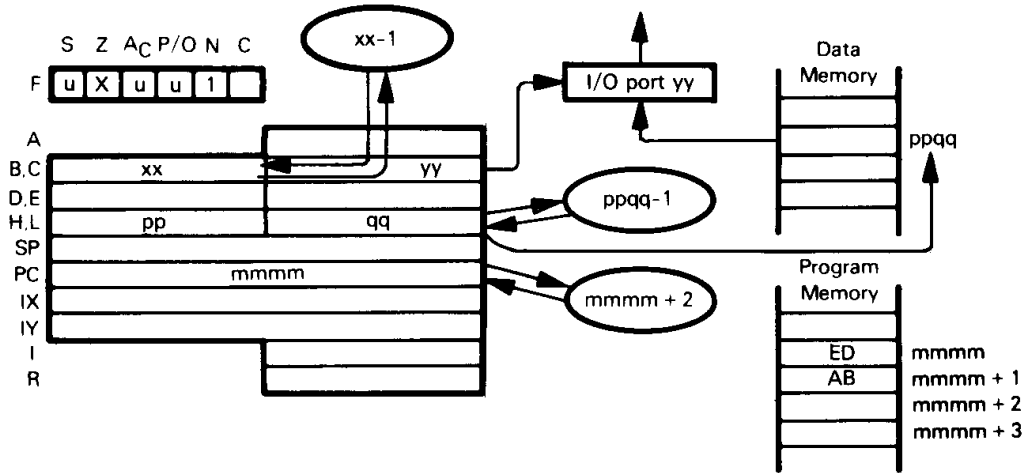 S Z AC P/O N C
F u X u u 1
xx-1
I/O port yy
Data
Memory
ppqq
A
B,C xx yy
D,E
H,L pp qq
SP
PC mmmm
IX
IY
I
R
ppqq-1
mmmm + 2
Program
Memory
ED mmmm
AB mmmm + 1
mmmm + 2
mmmm + 3